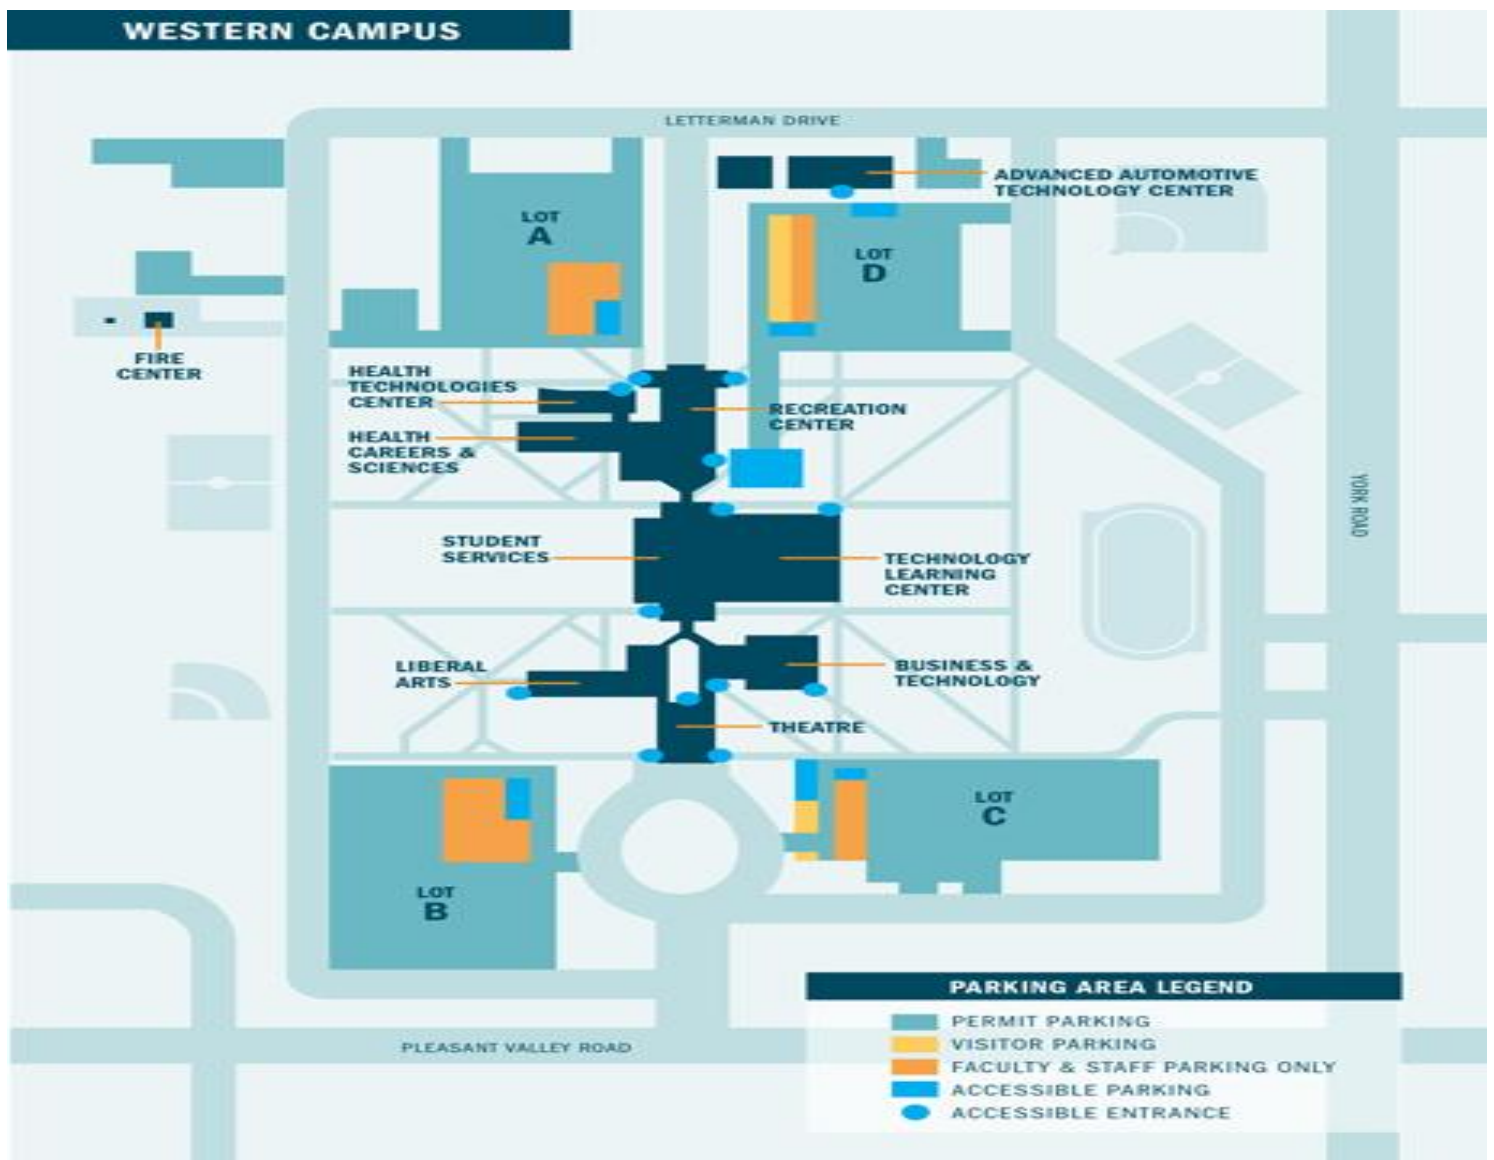 WESTERN CAMPUS
LETTERMAN DRIVE
ADVANCED AUTOMOTIVE
TECHNOLOGY CENTER
LOT
A
LOT
D
FIRE
CENTER
HEALTH
TECHNOLOGIES
CENTER
RECREATION
CENTER
HEALTH
CAREERS &
SCIENCES
YORK ROAD
STUDENT
SERVICES
TECHNOLOGY
LEARNING
CENTER
LIBERAL
ARTS
BUSINESS &
TECHNOLOGY
THEATRE
LOT
C
LOT
B
PARKING AREA LEGEND
PERMIT PARKING
VISITOR PARKING
FACULTY & STAFF PARKING ONLY
ACCESSIBLE PARKING
ACCESSIBLE ENTRANCE
PLEASANT VALLEY ROAD